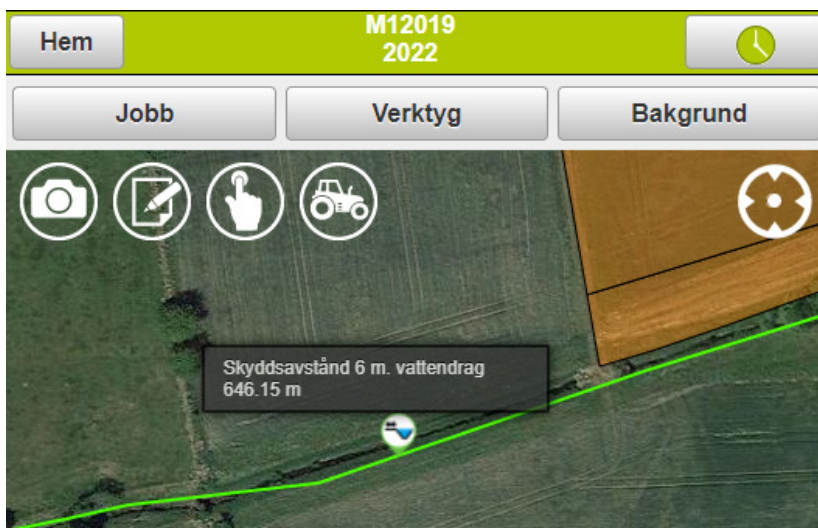 Hem
M12019
2022
Jobb
Verktyg
Bakgrund
Skyddsavstånd 6 m. vattendrag
646.15 m